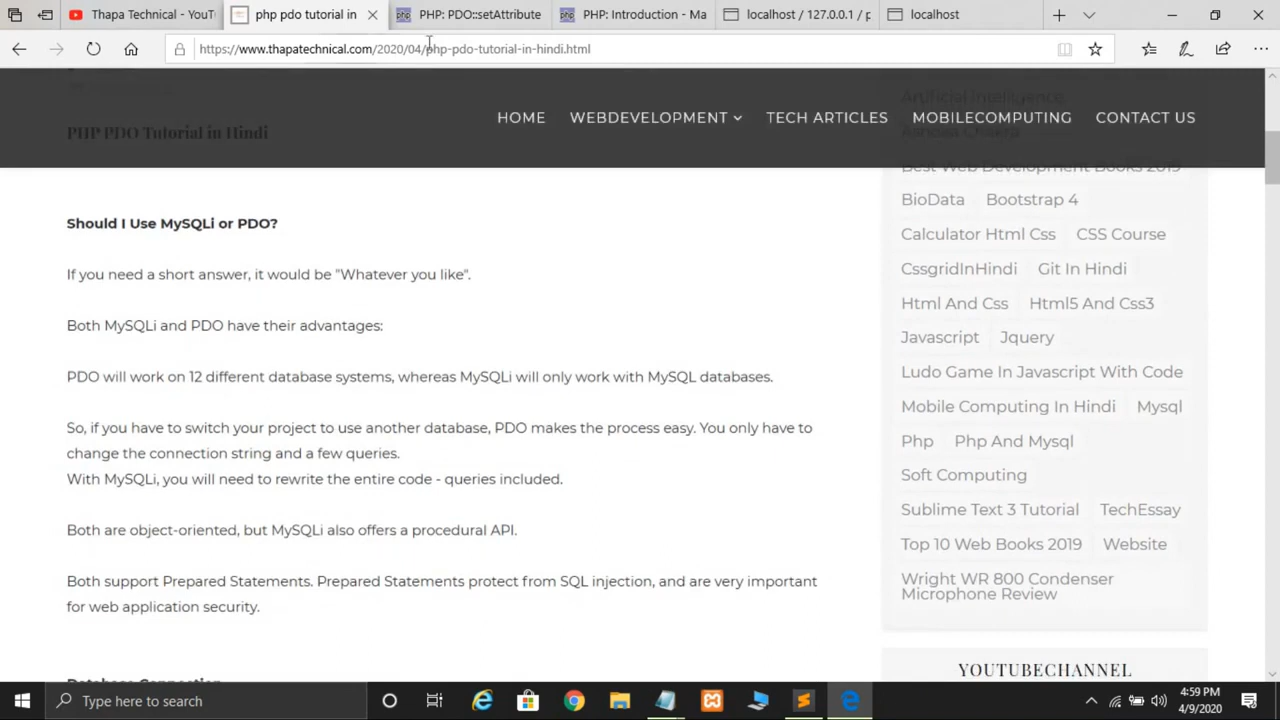 Thapa Technical - YouT
php pdo tutorial in
PHP: PDO::setAttribute
PHP: Introduction - Ma
localhost / 127.0.0.1 / p
localhost
https://www.thapatechnical.com/2020/04/php-pdo-tutorial-in-hindi.html
PHP PDO Tutorial in Hindi
HOME
WEBDEVELOPMENT
TECH ARTICLES
MOBILECOMPUTING
CONTACT US
Should I Use MySQLi or PDO?
If you need a short answer, it would be "Whatever you like".
Both MySQLi and PDO have their advantages:
PDO will work on 12 different database systems, whereas MySQLi will only work with MySQL databases.
So, if you have to switch your project to use another database, PDO makes the process easy. You only have to
change the connection string and a few queries.
With MySQLi, you will need to rewrite the entire code - queries included.
Both are object-oriented, but MySQLi also offers a procedural API.
Both support Prepared Statements. Prepared Statements protect from SQL injection, and are very important
for web application security.
Database Connection
Artificial Intelligence
Best Web Development Books 2019
BioData Bootstrap 4
Calculator Html Css CSS Course
CssgridInHindi Git In Hindi
Html And Css Html5 And Css3
Javascript Jquery
Ludo Game In Javascript With Code
Mobile Computing In Hindi Mysql
Php Php And Mysql
Soft Computing
Sublime Text 3 Tutorial TechEssay
Top 10 Web Books 2019 Website
Wright WR 800 Condenser
Microphone Review
YOUTUBECHANNEL
Type here to search
4:59 PM
4/9/2020